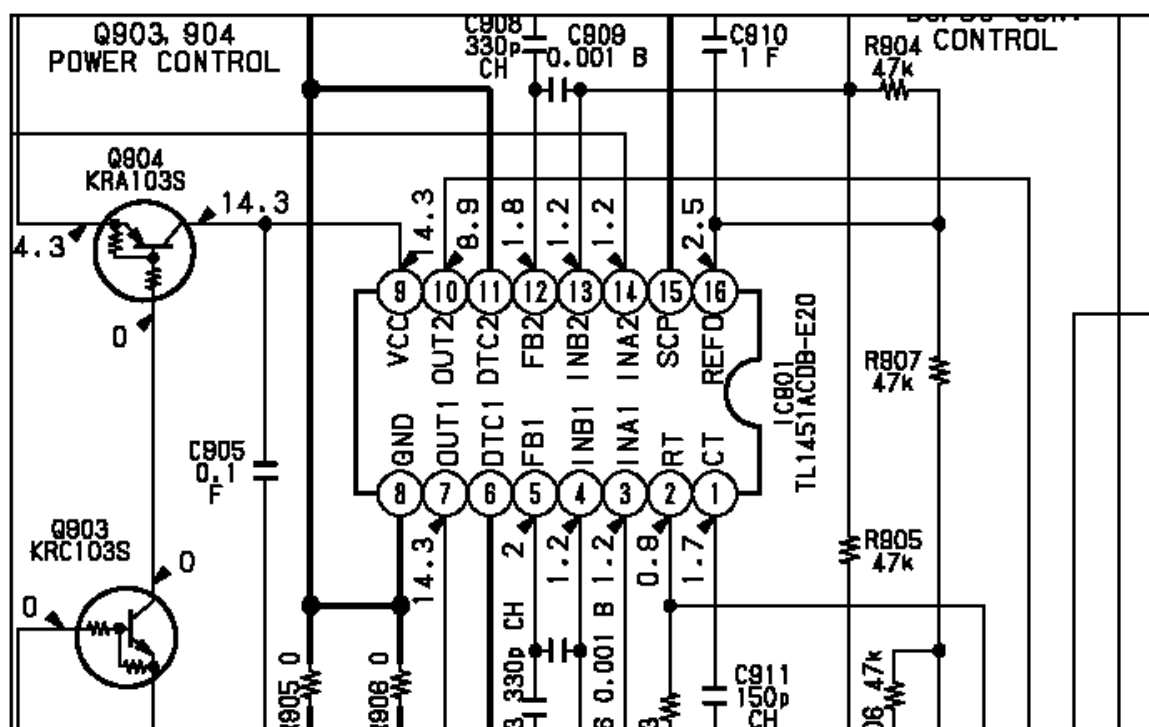 Q903, 904
POWER CONTROL
C908
330p
CH
C909
0.001 B
C910
1 F
CONTROL
R904
47k
Q904
KRA103S
14.3
4.3
0
14.3
8.9
1.8
1.2
1.2
2.5
9
10
11
12
13
14
15
16
VCC
OUT2
DTC2
FB2
INB2
INA2
SCP
REFO
IC901
TL1451ACDB-E20
R907
47k
GND
OUT1
DTC1
FB1
INB1
INA1
RT
CT
8
7
6
5
4
3
2
1
C905
0.1
F
14.3
2
1.2
1.2
0.9
1.7
R905
47k
Q903
KRC103S
0
0
R905 0
R906 0
330p CH
0.001 B
C911
150p
CH
47k